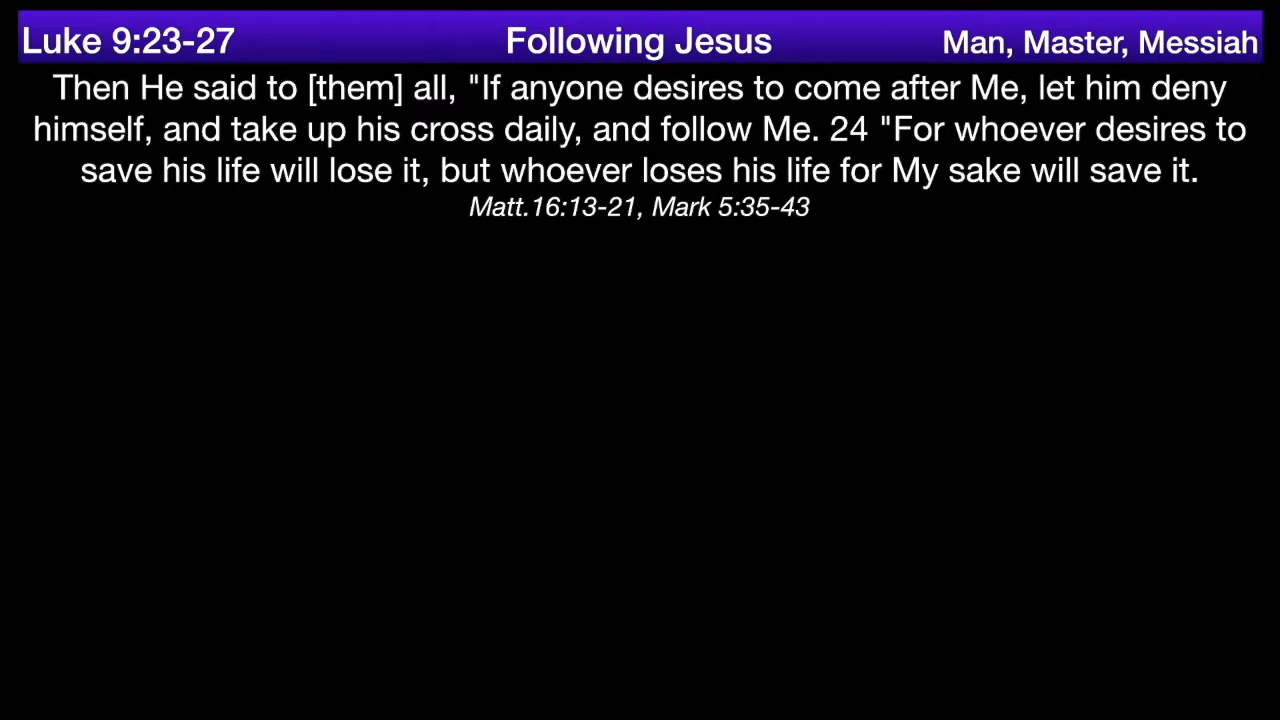 Luke 9:23-27 Following Jesus Man, Master, Messiah
Then He said to [them] all, "If anyone desires to come after Me, let him deny
himself, and take up his cross daily, and follow Me. 24 "For whoever desires to
save his life will lose it, but whoever loses his life for My sake will save it.
Matt.16:13-21, Mark 5:35-43